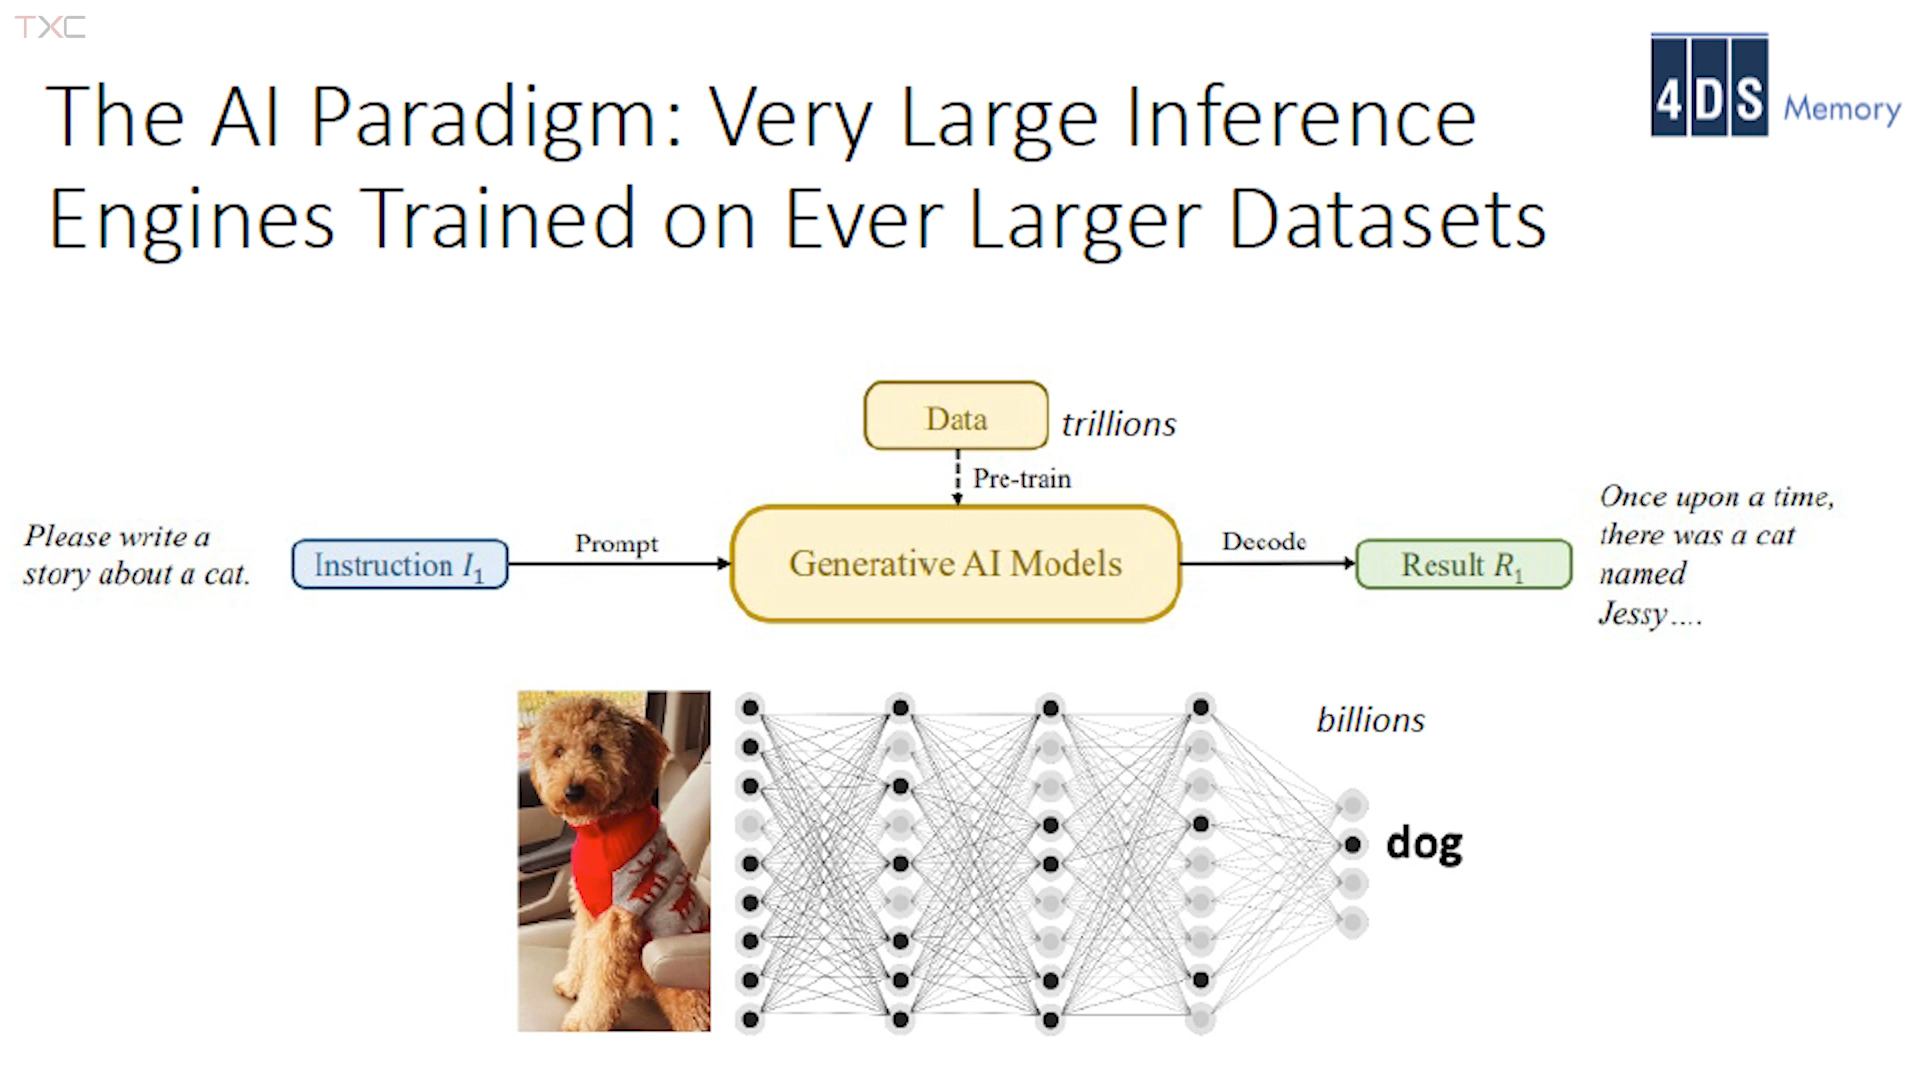 TXC
The AI Paradigm: Very Large Inference
Engines Trained on Ever Larger Datasets
4DS Memory
Data
trillions
Pre-train
Please write a
story about a cat.
Instruction I1
Prompt
Generative AI Models
Decode
Result R1
Once upon a time,
there was a cat
named
Jessy....
billions
dog